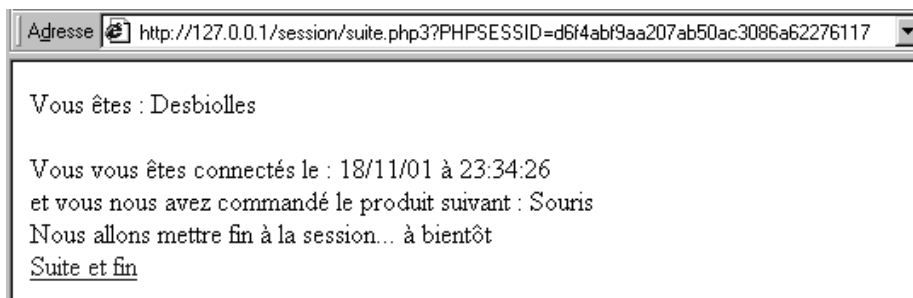 Adresse http://127.0.0.1/session/suite.php3?PHPSESSID=d6f4abf9aa207ab50ac3086a62276117
Vous êtes : Desbiolles
Vous vous êtes connectés le : 18/11/01 à 23:34:26
et vous nous avez commandé le produit suivant : Souris
Nous allons mettre fin à la session... à bientôt
Suite et fin